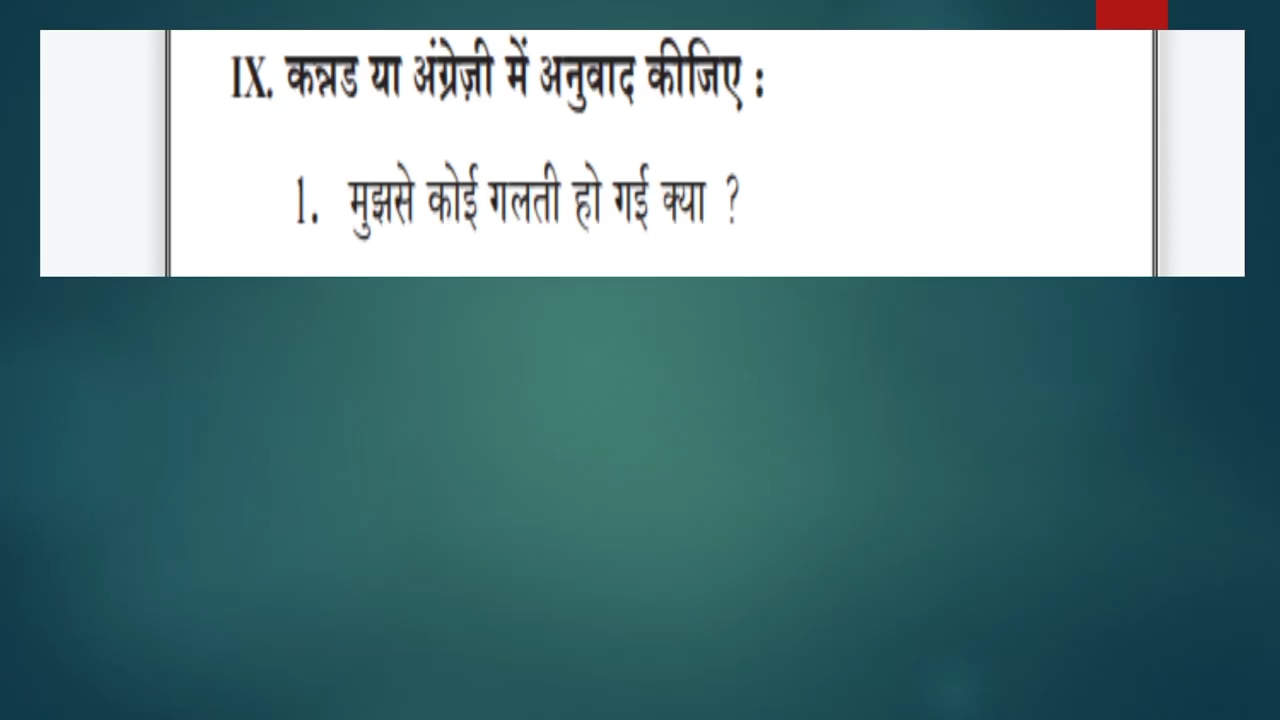 IX. कन्नड या अंग्रेज़ी में अनुवाद कीजिए :
1. मुझसे कोई गलती हो गई क्या ?